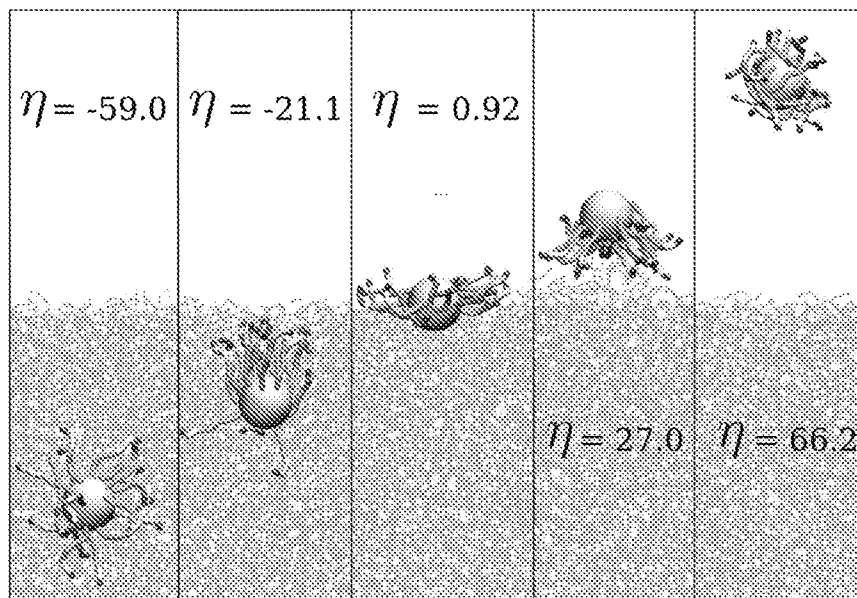 η = -59.0
η = -21.1
η = 0.92
η = 27.0
η = 66.2